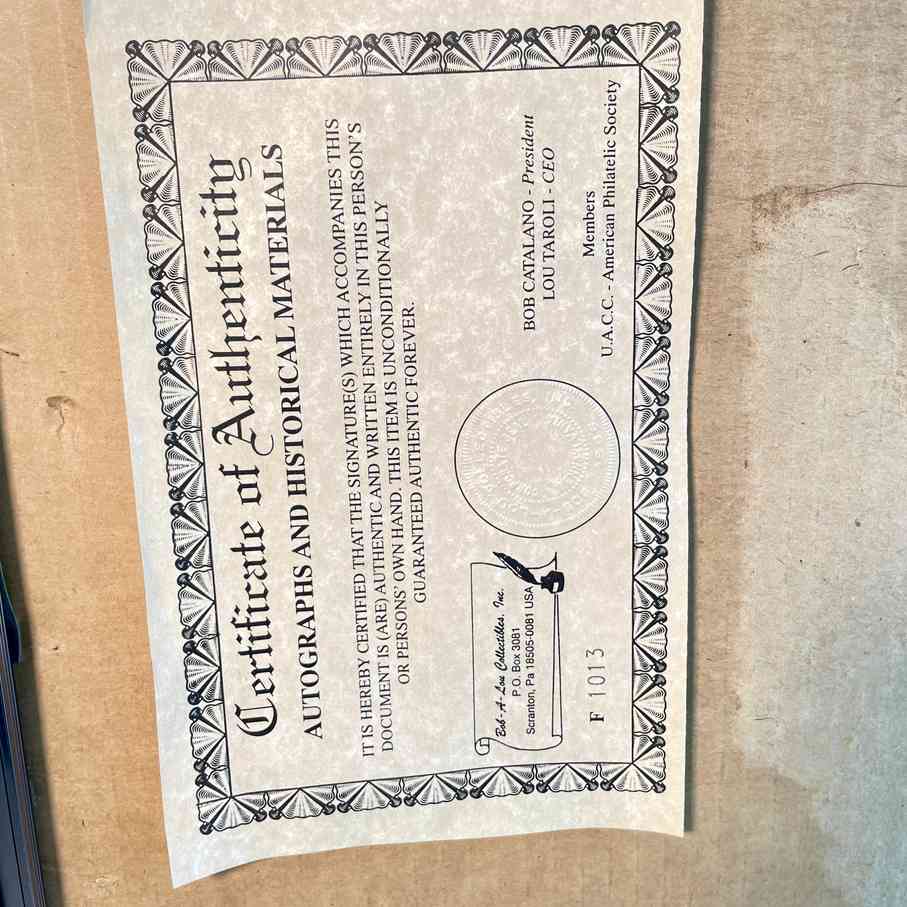 Certificate of Authenticity
AUTOGRAPHS AND HISTORICAL MATERIALS
IT IS HEREBY CERTIFIED THAT THE SIGNATURE(S) WHICH ACCOMPANIES THIS
DOCUMENT IS (ARE) AUTHENTIC AND WRITTEN ENTIRELY IN THIS PERSON'S
OR PERSONS' OWN HAND. THIS ITEM IS UNCONDITIONALLY
GUARANTEED AUTHENTIC FOREVER.
Bob-A-Lou Collectibles, Inc.
P.O. Box 3081
Scranton, Pa 18505-0081 USA
F 1013
BOB CATALANO - President
LOU TAROLI - CEO
Members
U.A.C.C. - American Philatelic Society